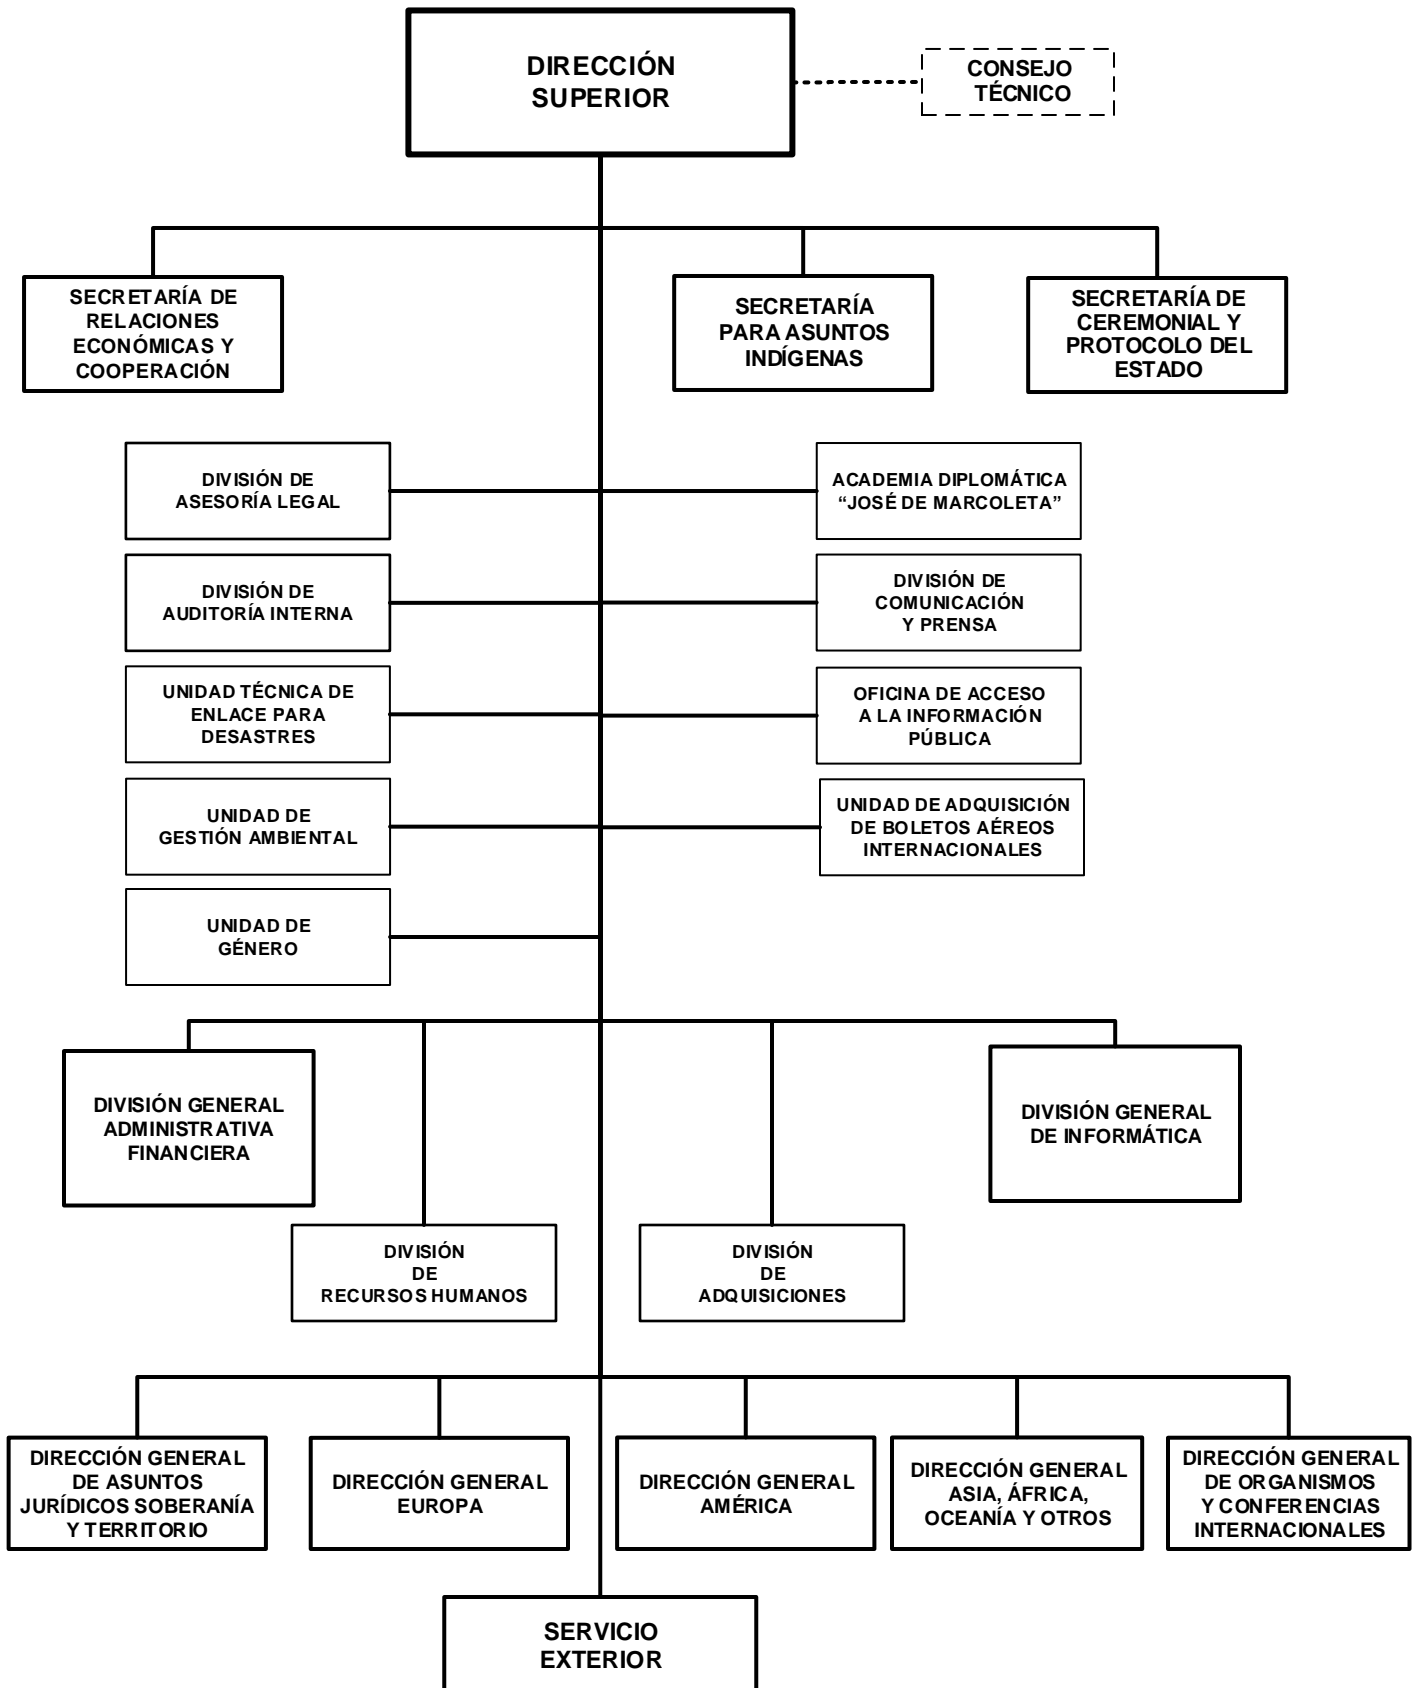 DIRECCIÓN
SUPERIOR
CONSEJO
TÉCNICO
SECRETARÍA DE
RELACIONES
ECONÓMICAS Y
COOPERACIÓN
SECRETARÍA
PARA ASUNTOS
INDÍGENAS
SECRETARÍA DE
CEREMONIAL Y
PROTOCOLO DEL
ESTADO
DIVISIÓN DE
ASESORÍA LEGAL
ACADEMIA DIPLOMÁTICA
“JOSÉ DE MARCOLETA”
DIVISIÓN DE
AUDITORÍA INTERNA
DIVISIÓN DE
COMUNICACIÓN
Y PRENSA
UNIDAD TÉCNICA DE
ENLACE PARA
DESASTRES
OFICINA DE ACCESO
A LA INFORMACIÓN
PÚBLICA
UNIDAD DE
GESTIÓN AMBIENTAL
UNIDAD DE ADQUISICIÓN
DE BOLETOS AÉREOS
INTERNACIONALES
UNIDAD DE
GÉNERO
DIVISIÓN GENERAL
ADMINISTRATIVA
FINANCIERA
DIVISIÓN GENERAL
DE INFORMÁTICA
DIVISIÓN
DE
RECURSOS HUMANOS
DIVISIÓN
DE
ADQUISICIONES
DIRECCIÓN GENERAL
DE ASUNTOS
JURÍDICOS SOBERANÍA
Y TERRITORIO
DIRECCIÓN GENERAL
EUROPA
DIRECCIÓN GENERAL
AMÉRICA
DIRECCIÓN GENERAL
ASIA, ÁFRICA,
OCEANÍA Y OTROS
DIRECCIÓN GENERAL
DE ORGANISMOS
Y CONFERENCIAS
INTERNACIONALES
SERVICIO
EXTERIOR